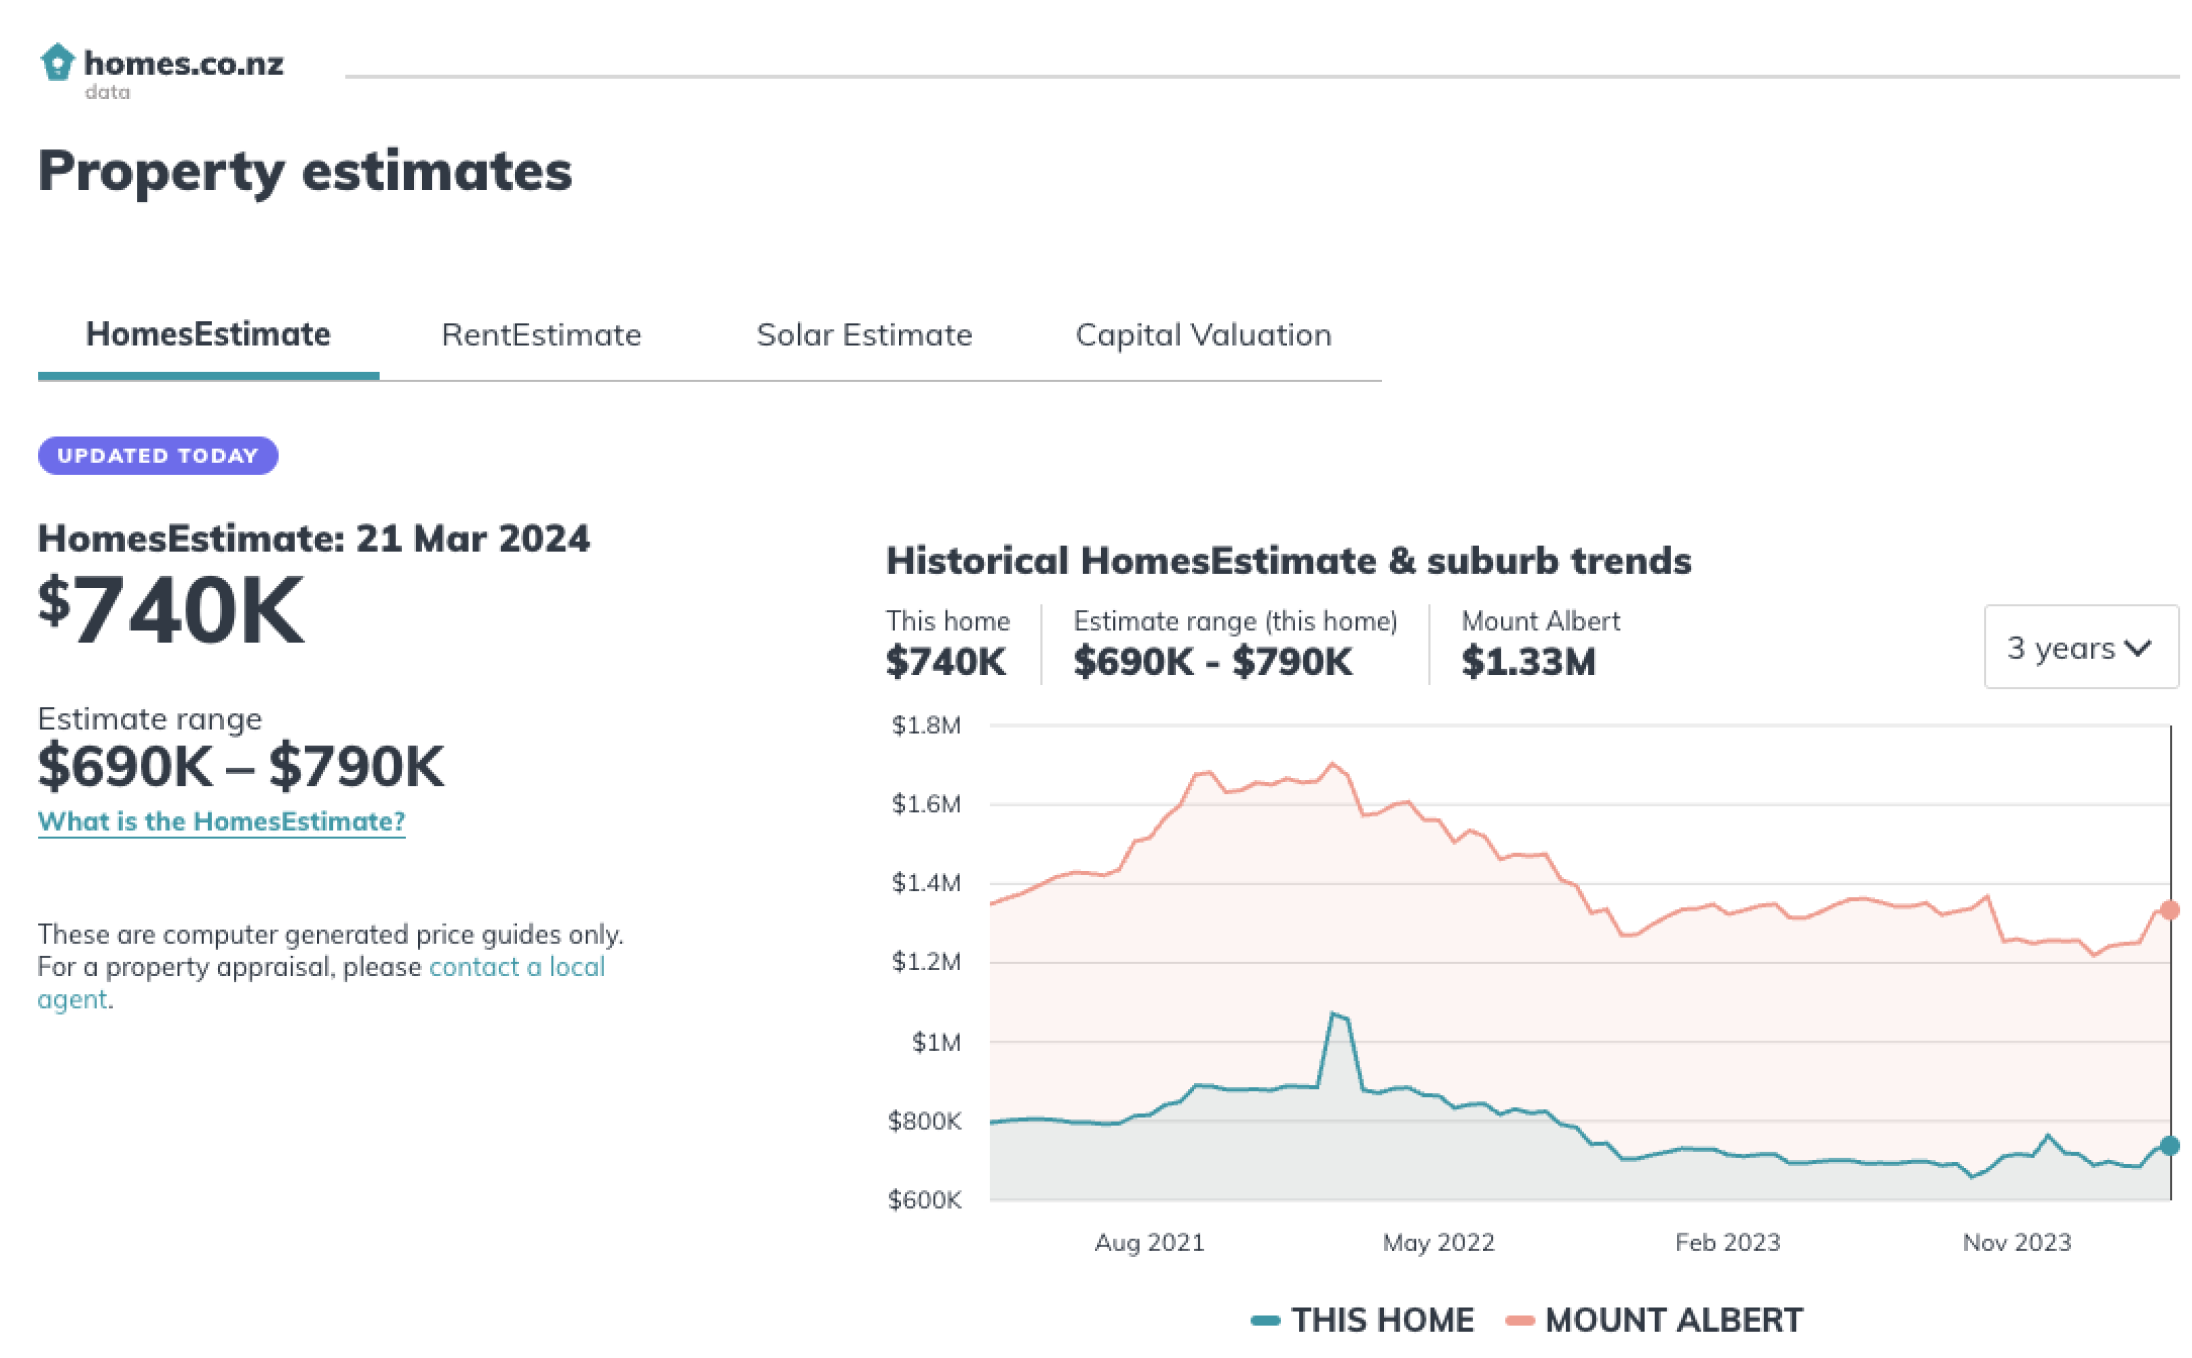 homes.co.nz
data
Property estimates
HomesEstimate
RentEstimate
Solar Estimate
Capital Valuation
UPDATED TODAY
HomesEstimate: 21 Mar 2024
$740K
Estimate range
$690K – $790K
What is the HomesEstimate?
These are computer generated price guides only.
For a property appraisal, please contact a local
agent.
Historical HomesEstimate & suburb trends
This home
$740K
Estimate range (this home)
$690K - $790K
Mount Albert
$1.33M
3 years
$1.8M
$1.6M
$1.4M
$1.2M
$1M
$800K
$600K
Aug 2021
May 2022
Feb 2023
Nov 2023
THIS HOME
MOUNT ALBERT